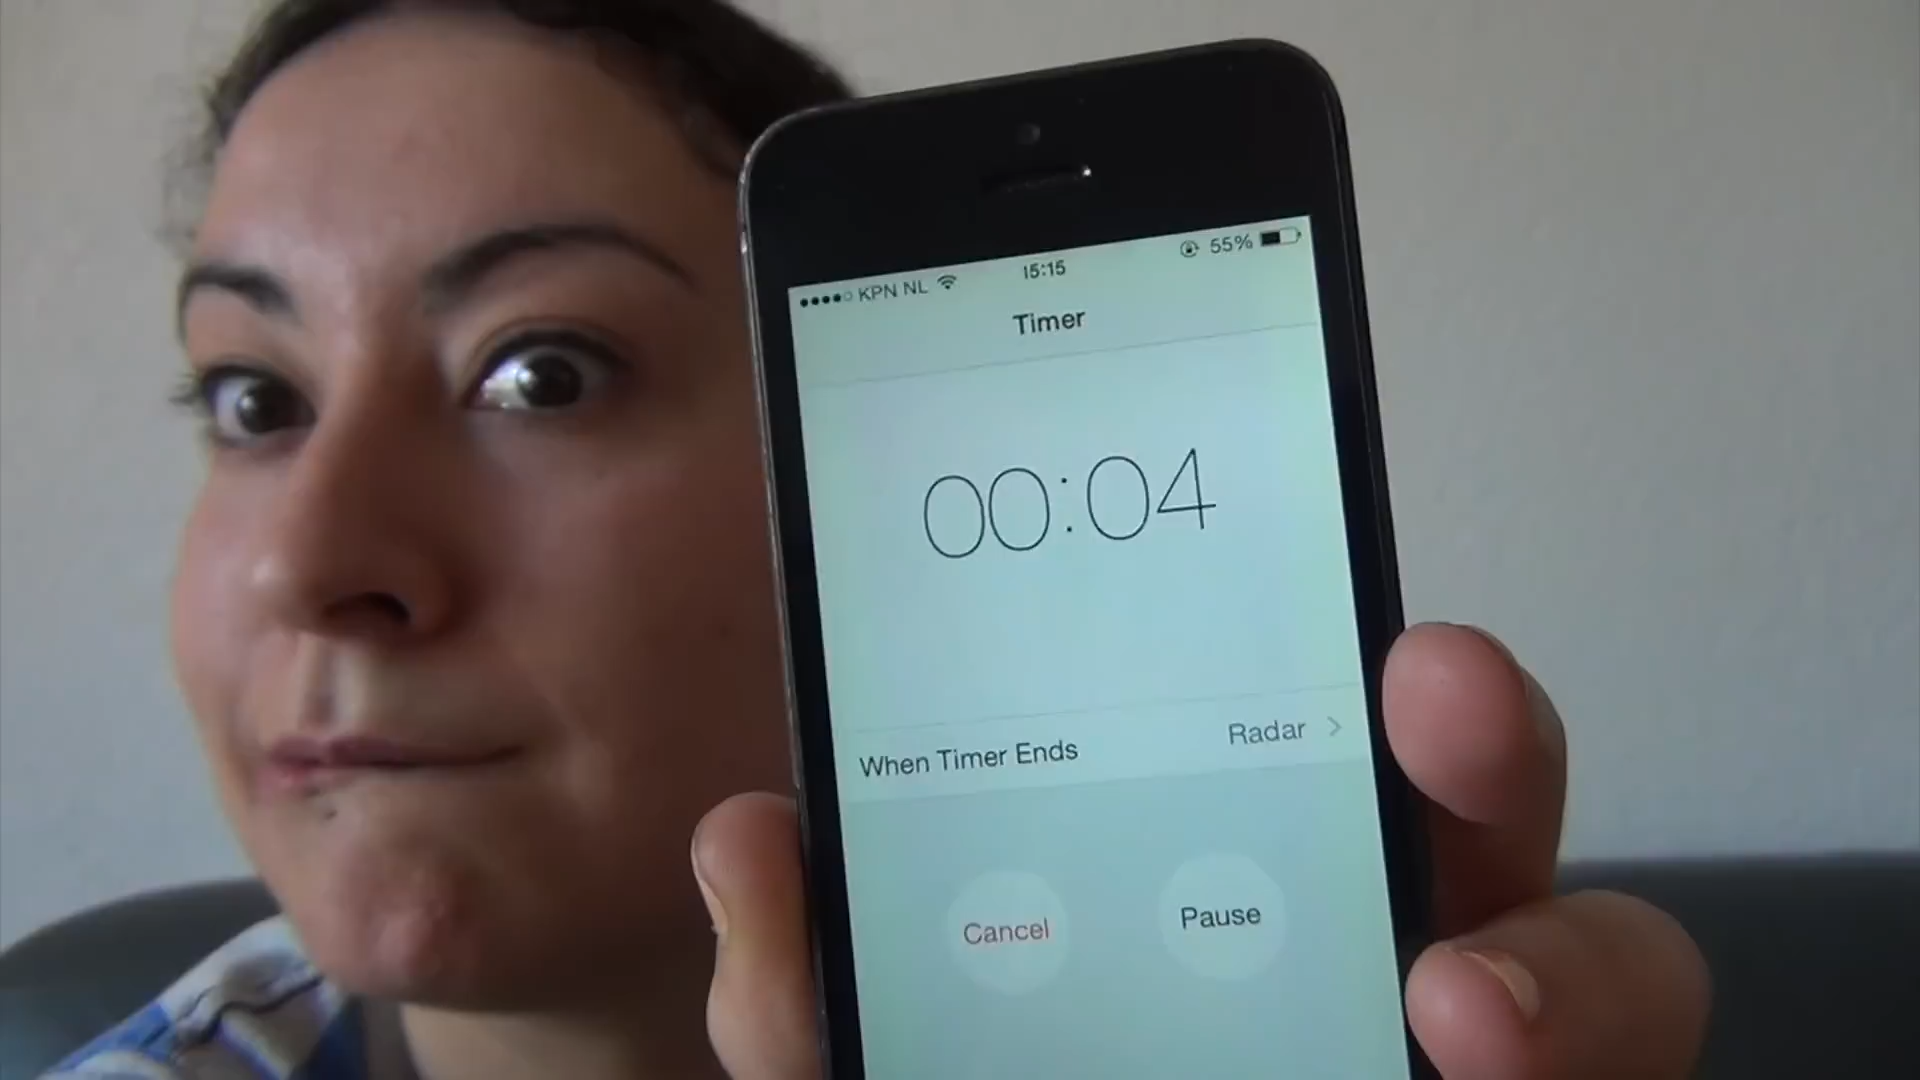 KPN NL 15:15 55%
Timer
00:04
When Timer Ends Radar >
Cancel Pause